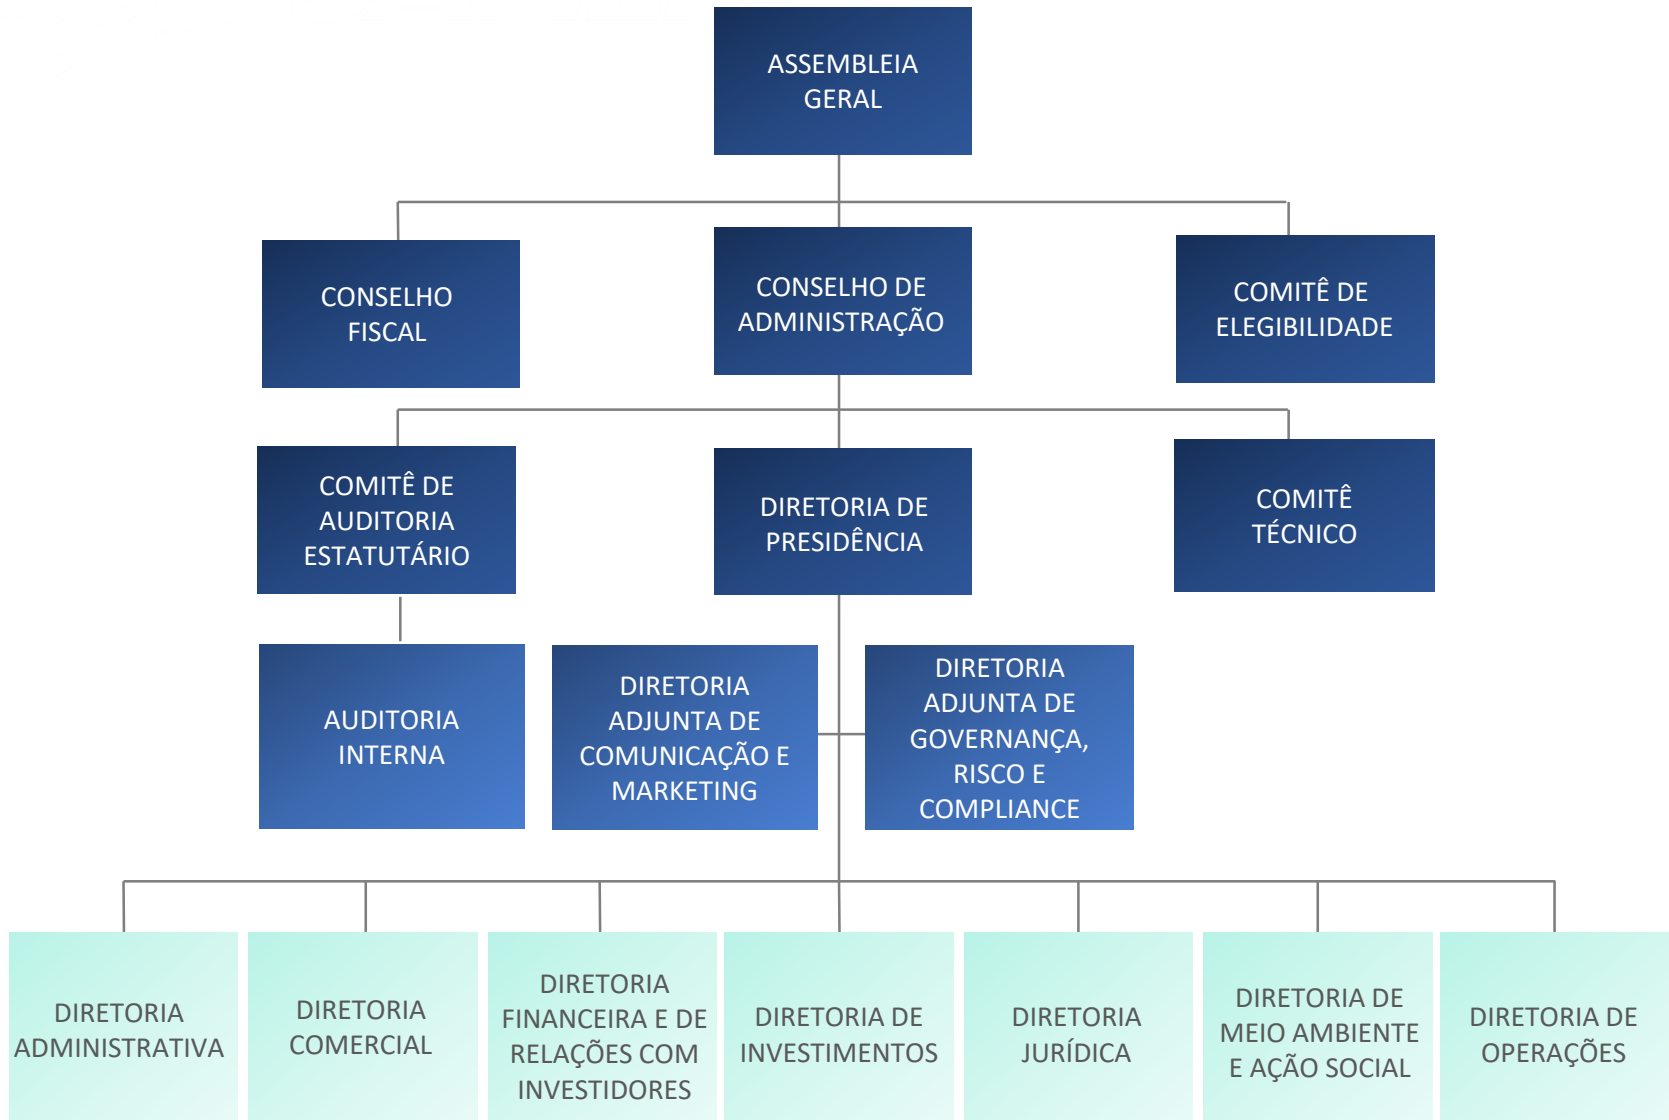 ASSEMBLEIA
GERAL
CONSELHO
FISCAL
CONSELHO DE
ADMINISTRAÇÃO
COMITÊ DE
ELEGIBILIDADE
COMITÊ DE
AUDITORIA
ESTATUTÁRIO
DIRETORIA DE
PRESIDÊNCIA
COMITÊ
TÉCNICO
AUDITORIA
INTERNA
DIRETORIA
ADJUNTA DE
COMUNICAÇÃO E
MARKETING
DIRETORIA
ADJUNTA DE
GOVERNANÇA,
RISCO E
COMPLIANCE
DIRETORIA
ADMINISTRATIVA
DIRETORIA
COMERCIAL
DIRETORIA
FINANCEIRA E DE
RELAÇÕES COM
INVESTIDORES
DIRETORIA DE
INVESTIMENTOS
DIRETORIA
JURÍDICA
DIRETORIA DE
MEIO AMBIENTE
E AÇÃO SOCIAL
DIRETORIA DE
OPERAÇÕES